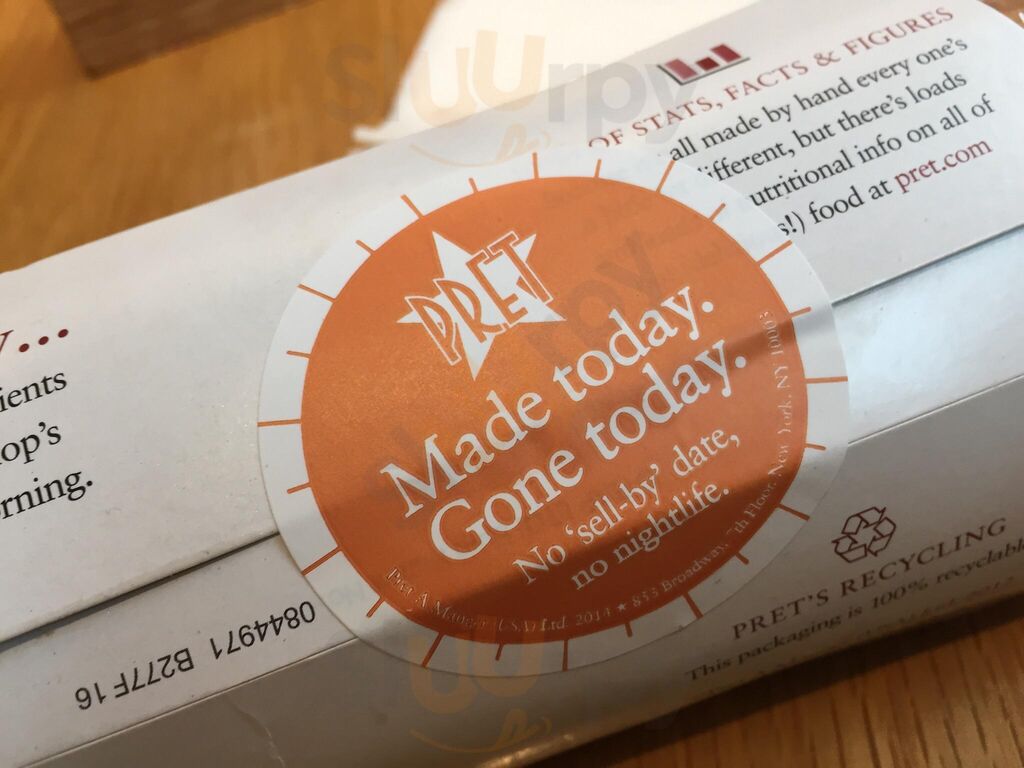 OF STATS, FACTS & FIGURES
all made by hand every one's
different, but there's loads
nutritional info on all of
s!) food at pret.com
...
ients
op's
rning.
PRET
Made today.
Gone today.
No 'sell-by' date,
no nightlife.
Pret A Manger (USA) Ltd. 2014 ★ 853 Broadway, 7th Floor, New York, NY 10003
0844971 B277F16
PRET'S RECYCLING
This packaging is 100% recyclable
sluurpy